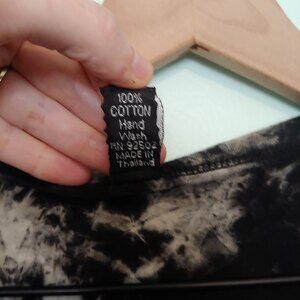 100%
COTTON
Hand
Wash
RN: 92502
MADE IN
Thailand